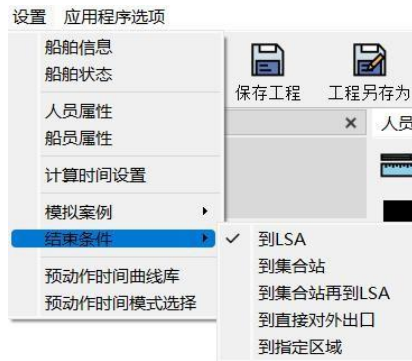 设置 应用程序选项
船舶信息
船舶状态
保存工程 工程另存为
人员属性
船员属性
× 人员
计算时间设置
模拟案例
结束条件
✓ 到LSA
到集合站
到集合站再到LSA
到直接对外出口
到指定区域
预动作时间曲线库
预动作时间模式选择